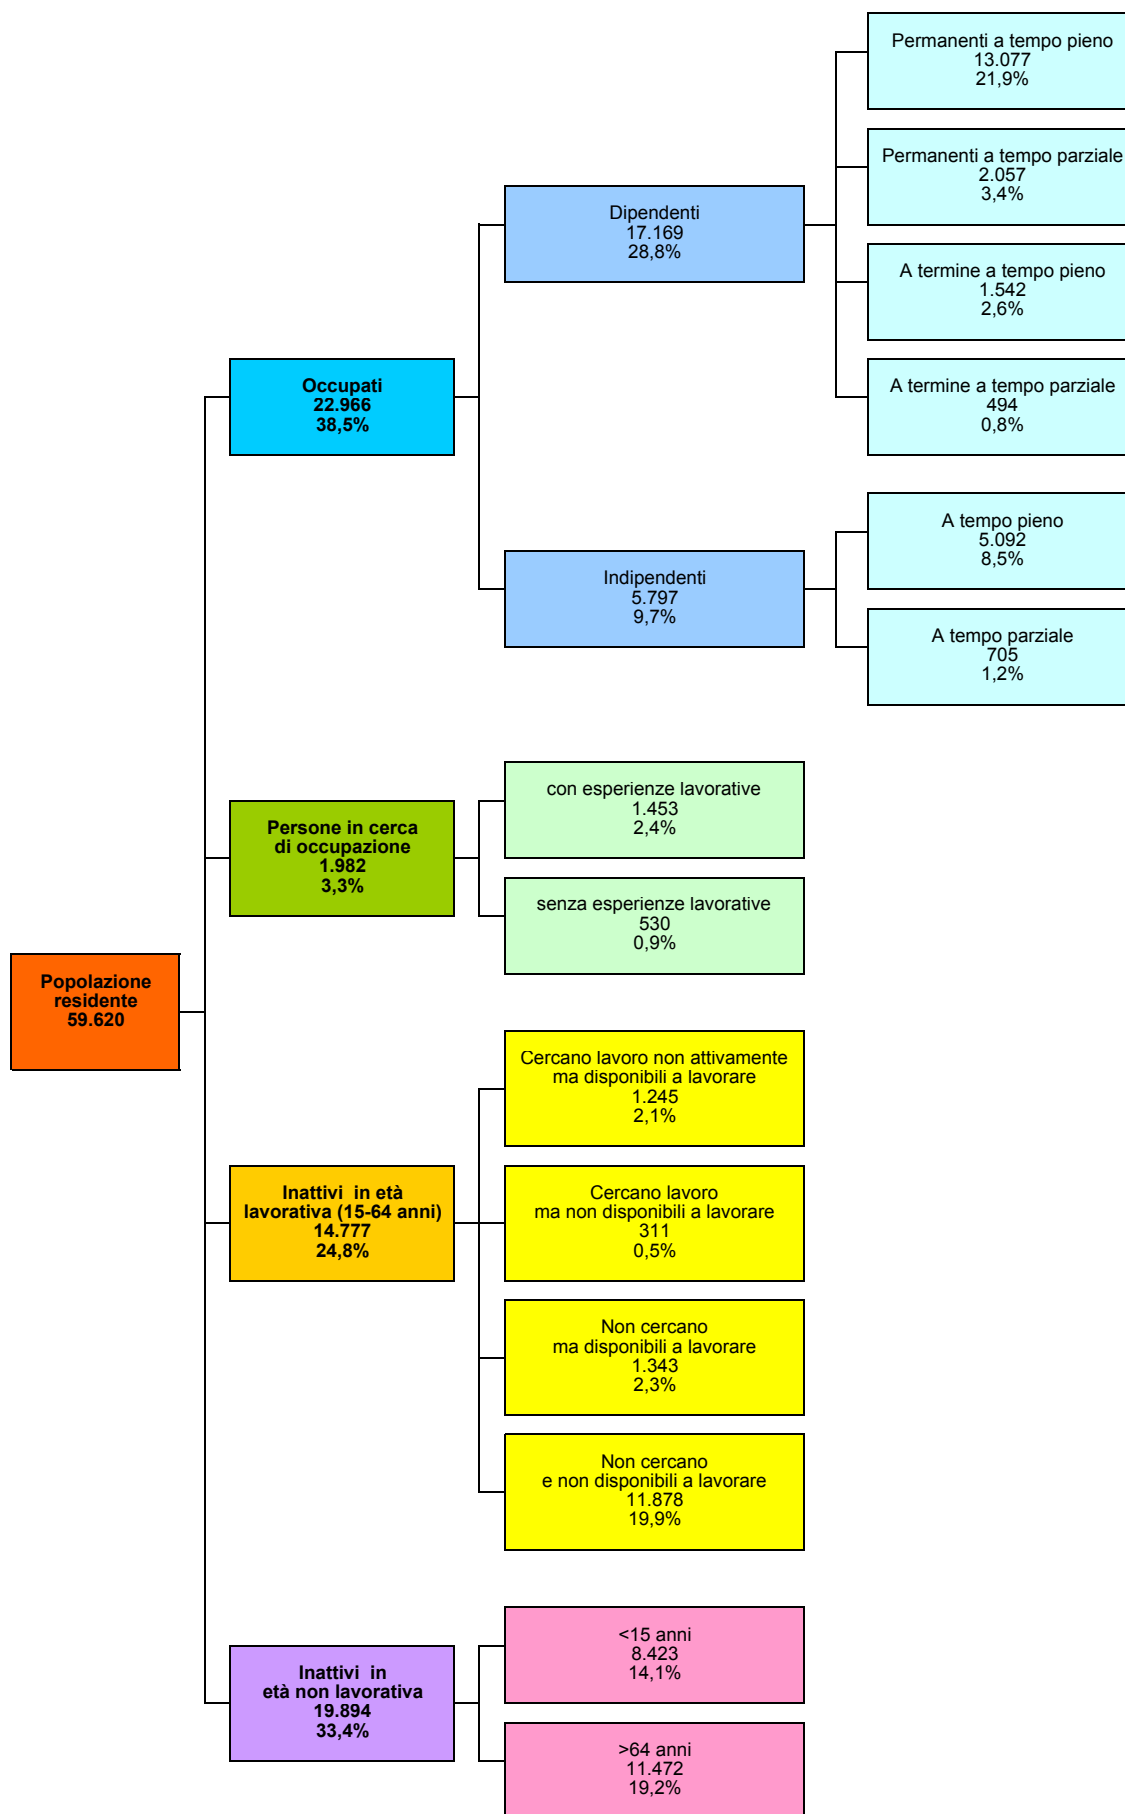 Popolazione
residente
59.620
Occupati
22.966
38,5%
Dipendenti
17.169
28,8%
Permanenti a tempo pieno
13.077
21,9%
Permanenti a tempo parziale
2.057
3,4%
A termine a tempo pieno
1.542
2,6%
A termine a tempo parziale
494
0,8%
Indipendenti
5.797
9,7%
A tempo pieno
5.092
8,5%
A tempo parziale
705
1,2%
Persone in cerca
di occupazione
1.982
3,3%
con esperienze lavorative
1.453
2,4%
senza esperienze lavorative
530
0,9%
Inattivi  in età
lavorativa (15-64 anni)
14.777
24,8%
Cercano lavoro non attivamente
ma disponibili a lavorare
1.245
2,1%
Cercano lavoro
ma non disponibili a lavorare
311
0,5%
Non cercano
ma disponibili a lavorare
1.343
2,3%
Non cercano
e non disponibili a lavorare
11.878
19,9%
Inattivi  in
età non lavorativa
19.894
33,4%
<15 anni
8.423
14,1%
>64 anni
11.472
19,2%